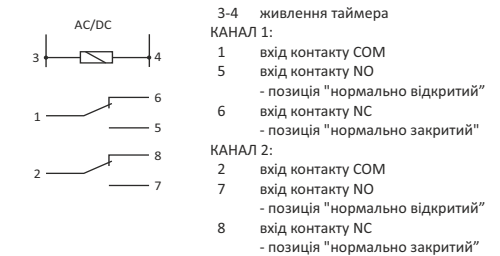 AC/DC
3
4
1
6
5
2
8
7
3-4 живлення таймера
КАНАЛ 1:
1 вхід контакту COM
5 вхід контакту NO
- позиція "нормально відкритий”
6 вхід контакту NC
- позиція "нормально закритий"
КАНАЛ 2:
2 вхід контакту COM
7 вхід контакту NO
- позиція "нормально відкритий”
8 вхід контакту NC
- позиція "нормально закритий”